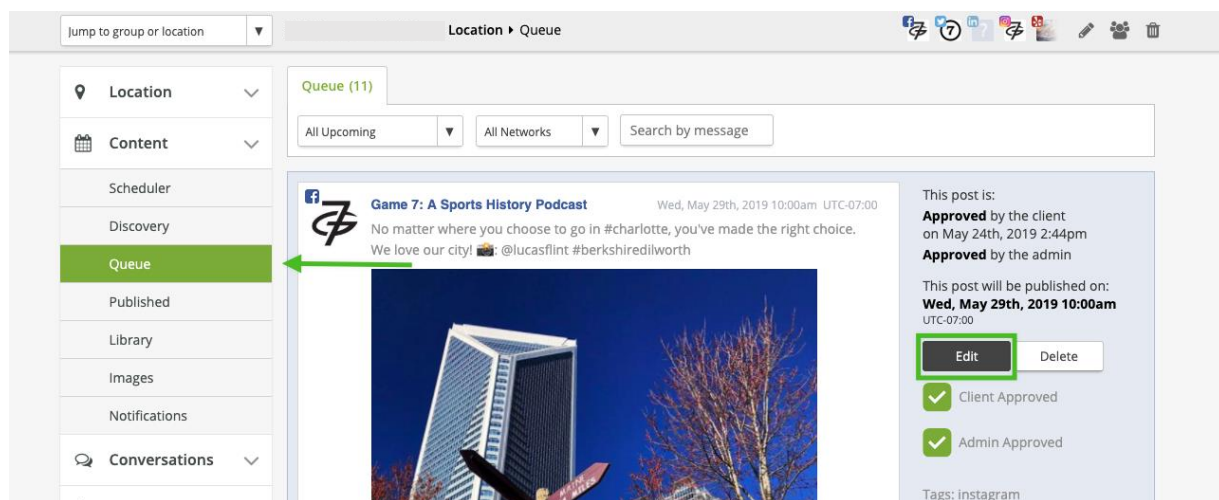 Jump to group or location
Location ▸ Queue
Location
Content
Scheduler
Discovery
Queue
Published
Library
Images
Notifications
Conversations
Queue (11)
All Upcoming
All Networks
Search by message
Game 7: A Sports History Podcast
Wed, May 29th, 2019 10:00am UTC-07:00
No matter where you choose to go in #charlotte, you've made the right choice.
We love our city! 📸: @lucasflint #berkshiredilworth
This post is:
Approved by the client
on May 24th, 2019 2:44pm
Approved by the admin
This post will be published on:
Wed, May 29th, 2019 10:00am
UTC-07:00
Edit
Delete
Client Approved
Admin Approved
Tags: instagram